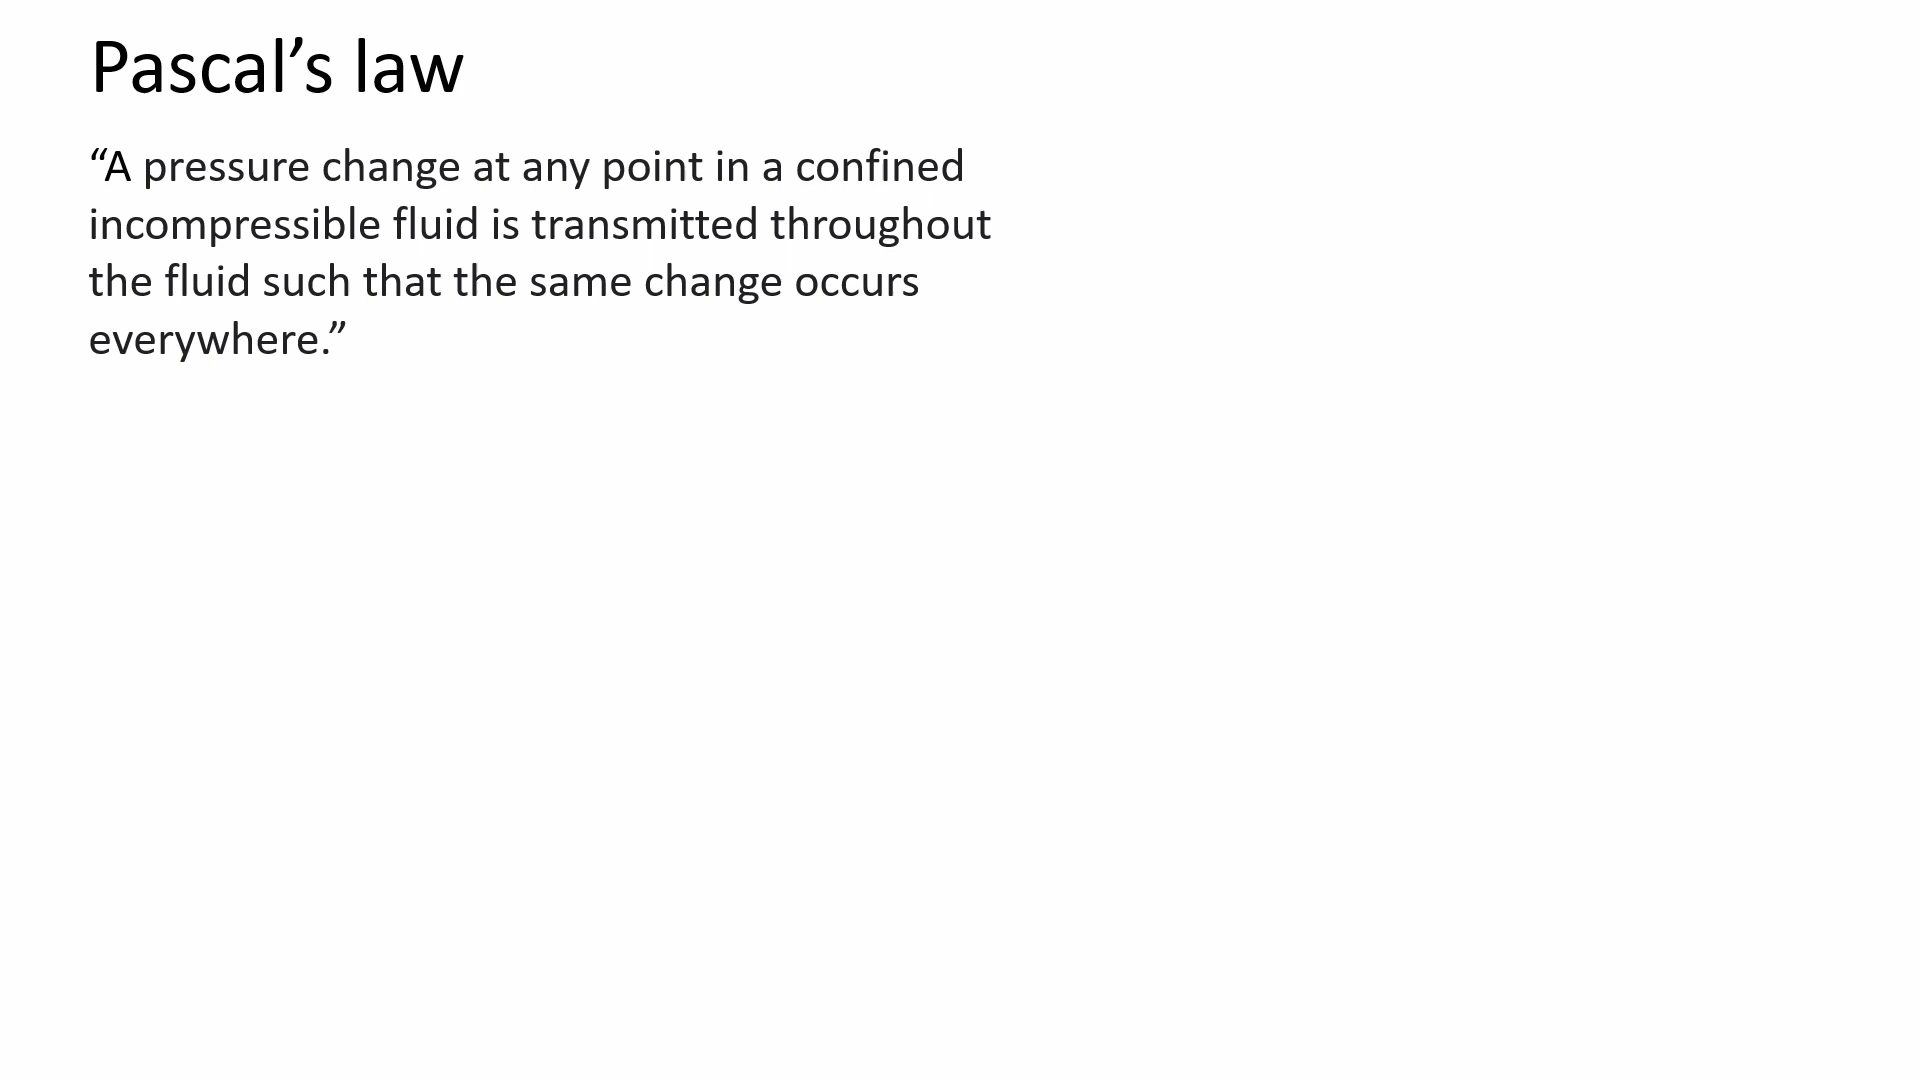 Pascal’s law
“A pressure change at any point in a confined
incompressible fluid is transmitted throughout
the fluid such that the same change occurs
everywhere.”